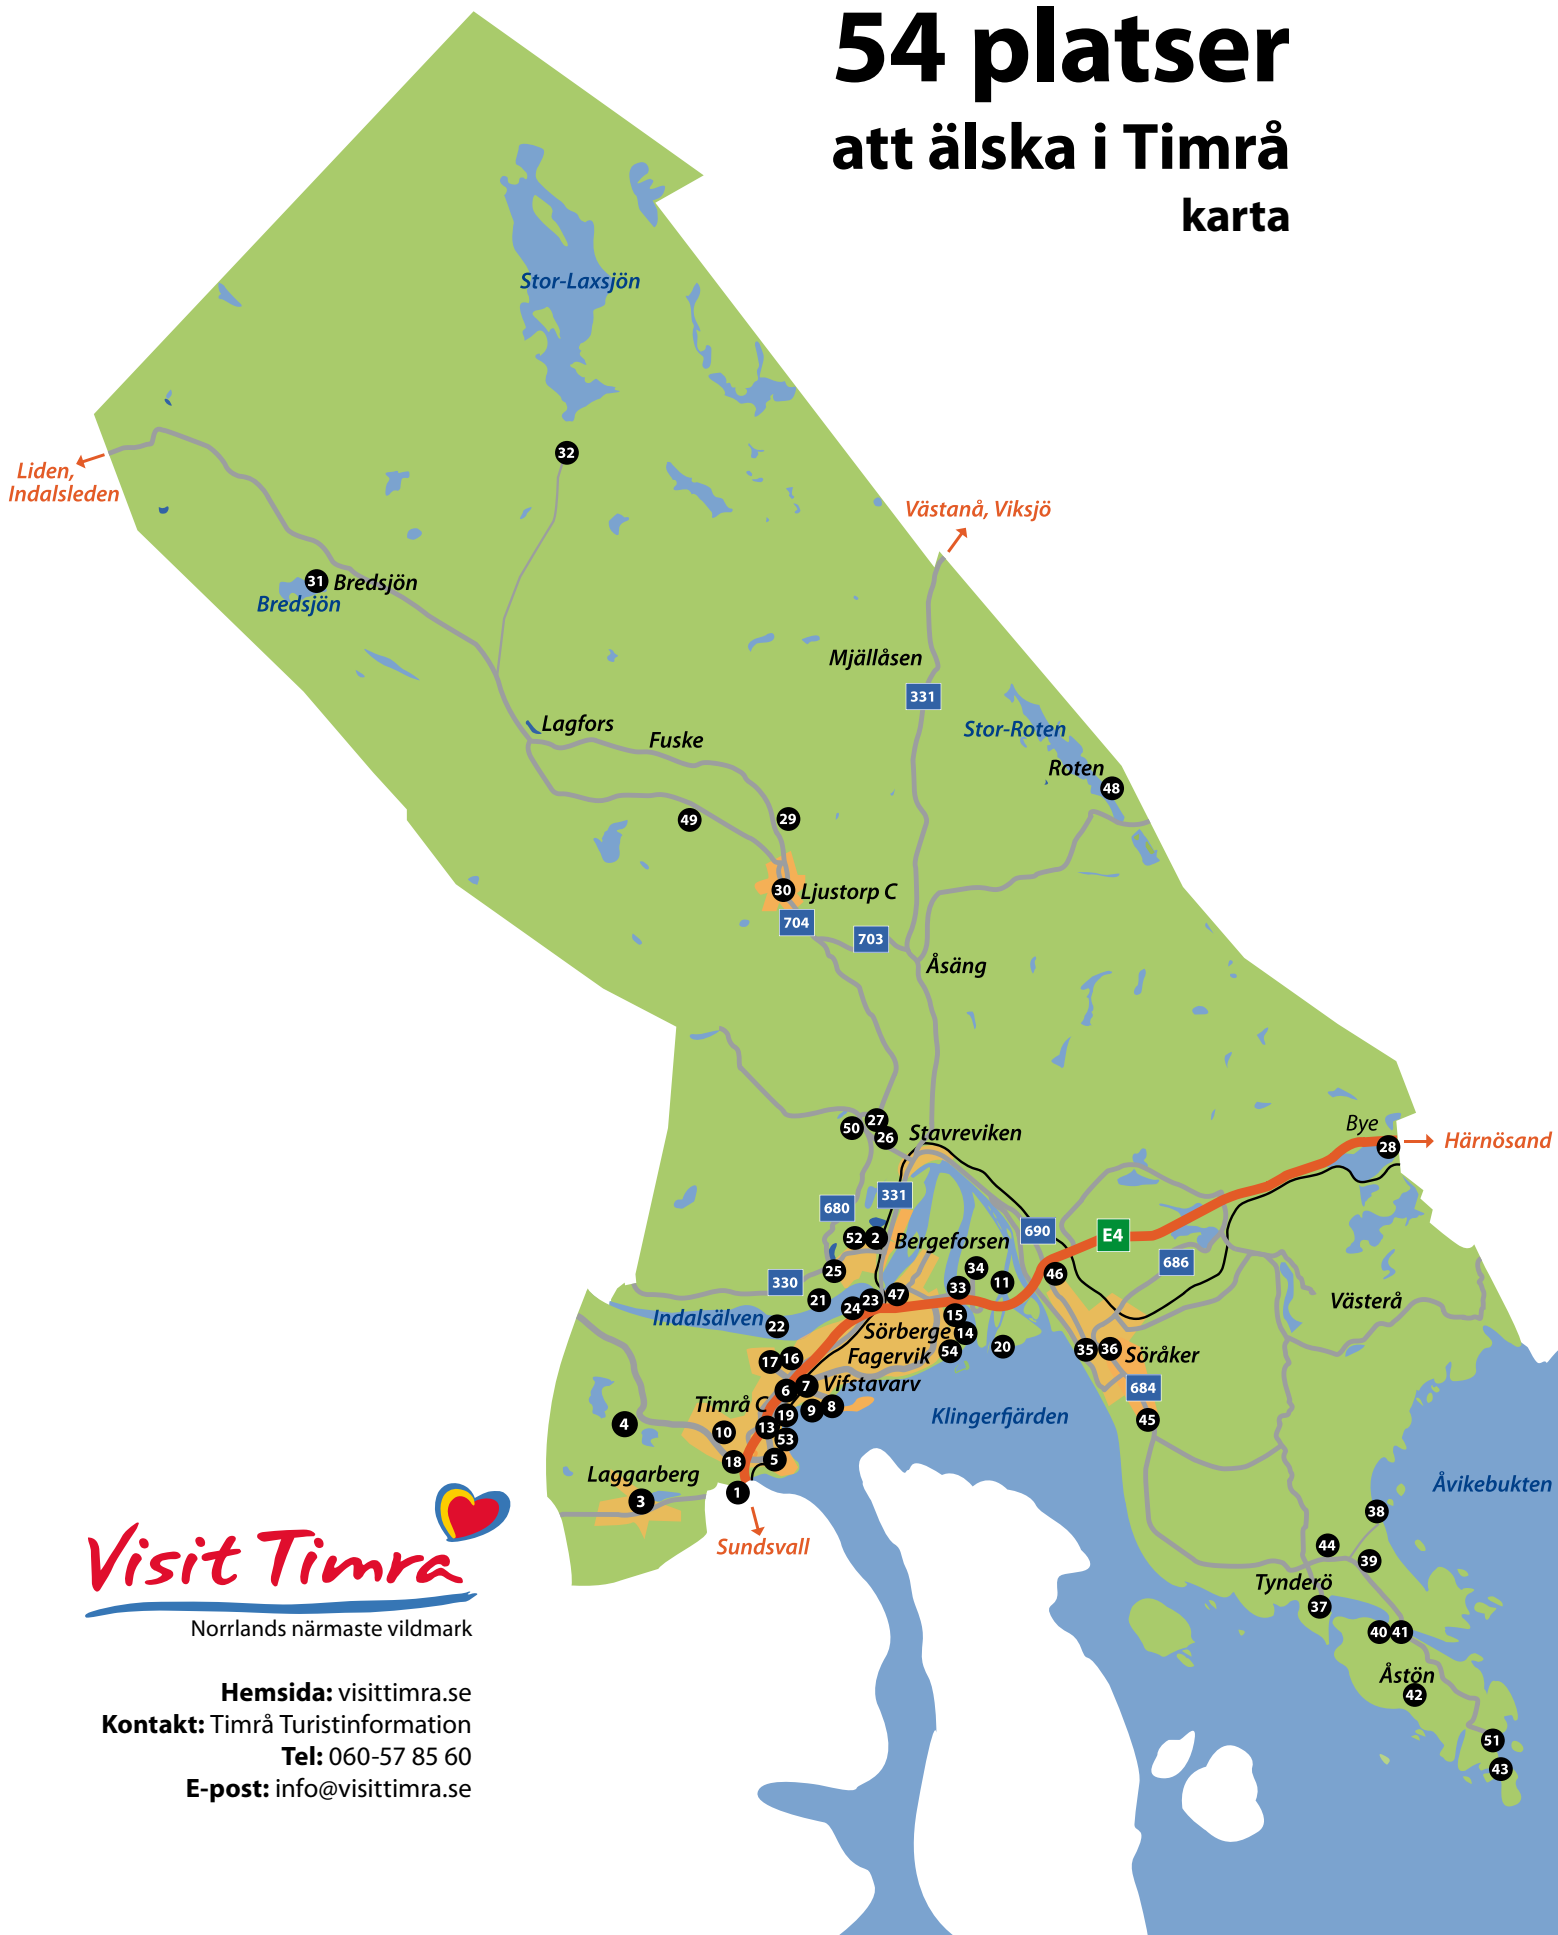 54 platser
att älska i Timrå
karta
Stor-Laxsjön
32
Liden,
Indalsleden
Västanå, Viksjö
31
Bredsjön
Bredsjön
Mjällåsen
331
Stor-Roten
Lagfors
Fuske
Roten
48
49
29
30
Ljustorp C
704
703
Åsäng
27
50
26
Stavreviken
Bye
28
Härnösand
331
680
690
E4
52
2
Bergeforsen
686
25
34
46
330
11
33
47
21
23
24
Västerå
Indalsälven
22
15
Sörberge
14
20
54
Fagervik
17
16
35
36
Söråker
6
7
Vifstavarv
684
Timrå C
9
8
19
Klingerfjärden
45
4
13
10
53
18
5
Laggarberg
Åvikebukten
1
3
38
Sundsvall
44
39
Tynderö
37
40
41
Åstön
42
51
43
Visit Timra
Norrlands närmaste vildmark
Hemsida: visittimra.se
Kontakt: Timrå Turistinformation
Tel: 060-57 85 60
E-post: info@visittimra.se